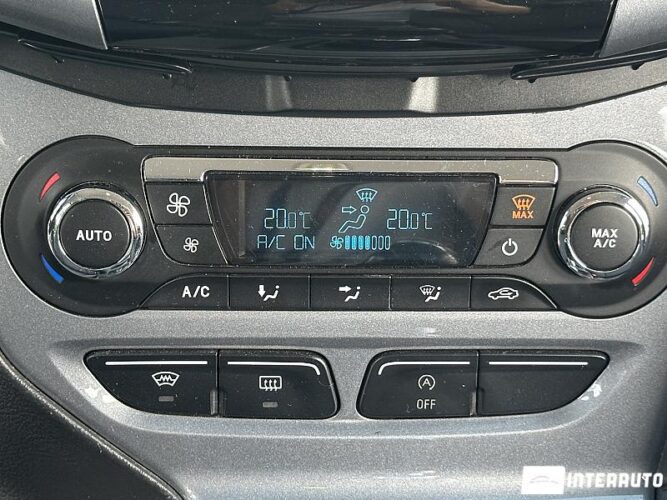 20.0°C 20.0°C
A/C ON
AUTO
MAX
MAX
A/C
A/C
A
OFF
INTERAUTO